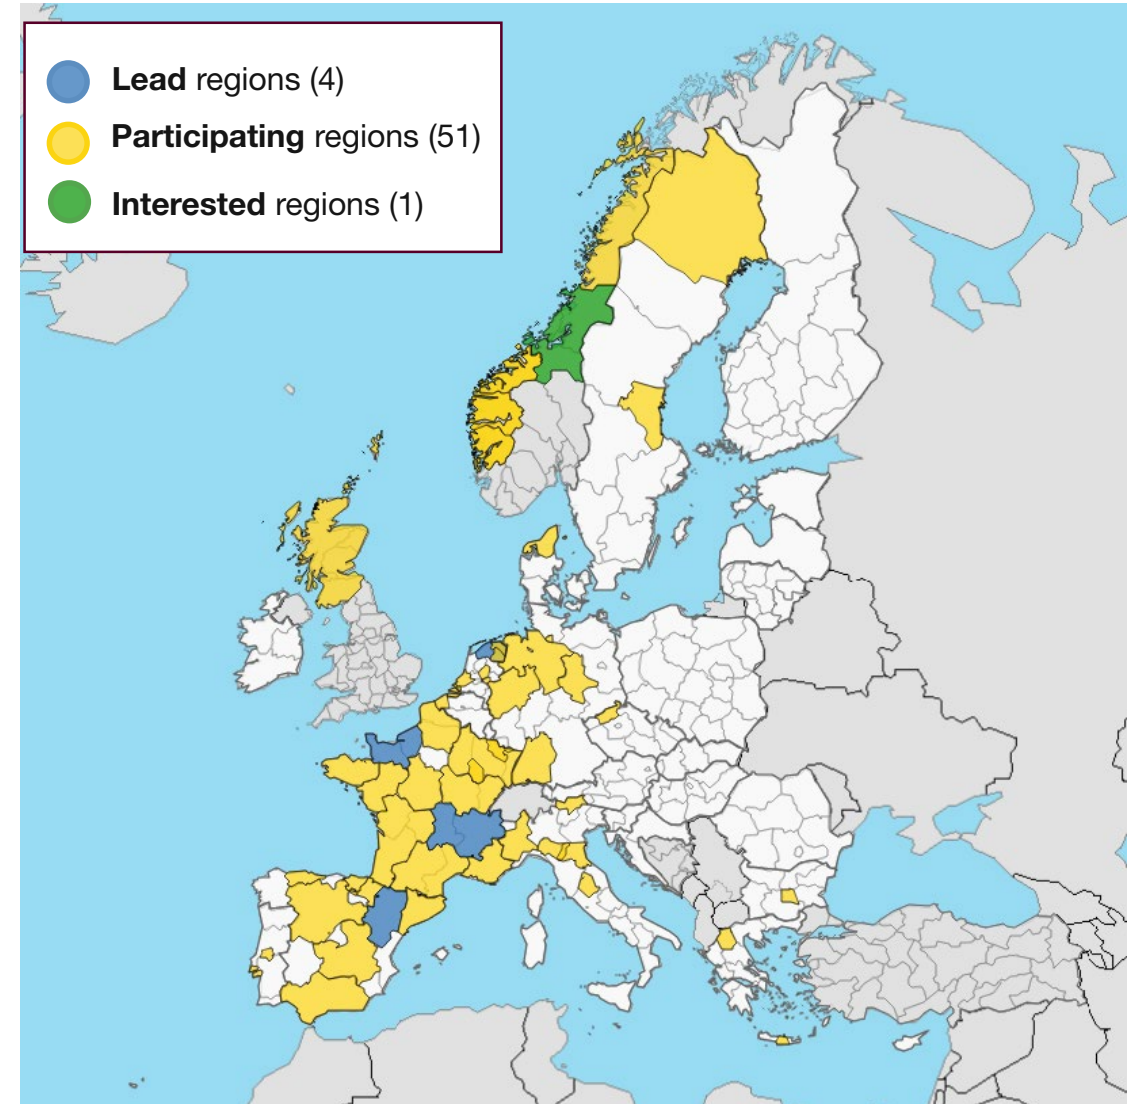 Lead regions (4)
Participating regions (51)
Interested regions (1)